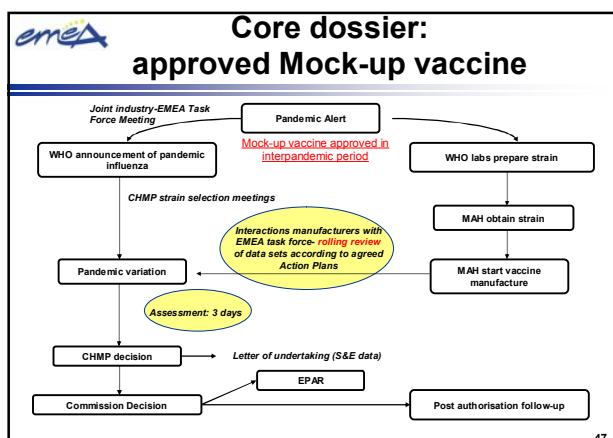 emeA
Core dossier:
approved Mock-up vaccine
Joint industry-EMEA Task
Force Meeting
Pandemic Alert
Mock-up vaccine approved in
interpandemic period
WHO announcement of pandemic
influenza
WHO labs prepare strain
CHMP strain selection meetings
MAH obtain strain
Interactions manufacturers with
EMEA task force- rolling review
of data sets according to agreed
Action Plans
Pandemic variation
MAH start vaccine
manufacture
Assessment: 3 days
CHMP decision
Letter of undertaking (S&E data)
EPAR
Commission Decision
Post authorisation follow-up
47